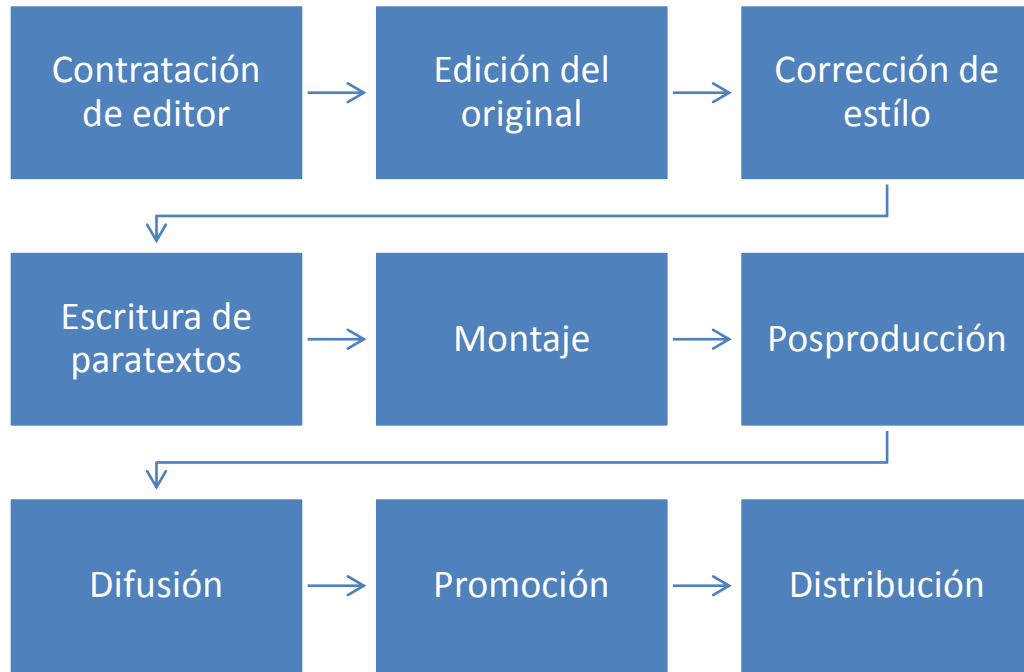 Contratación
de editor
Edición del
original
Corrección de
estílo
Escritura de
paratextos
Montaje
Posproducción
Difusión
Promoción
Distribución